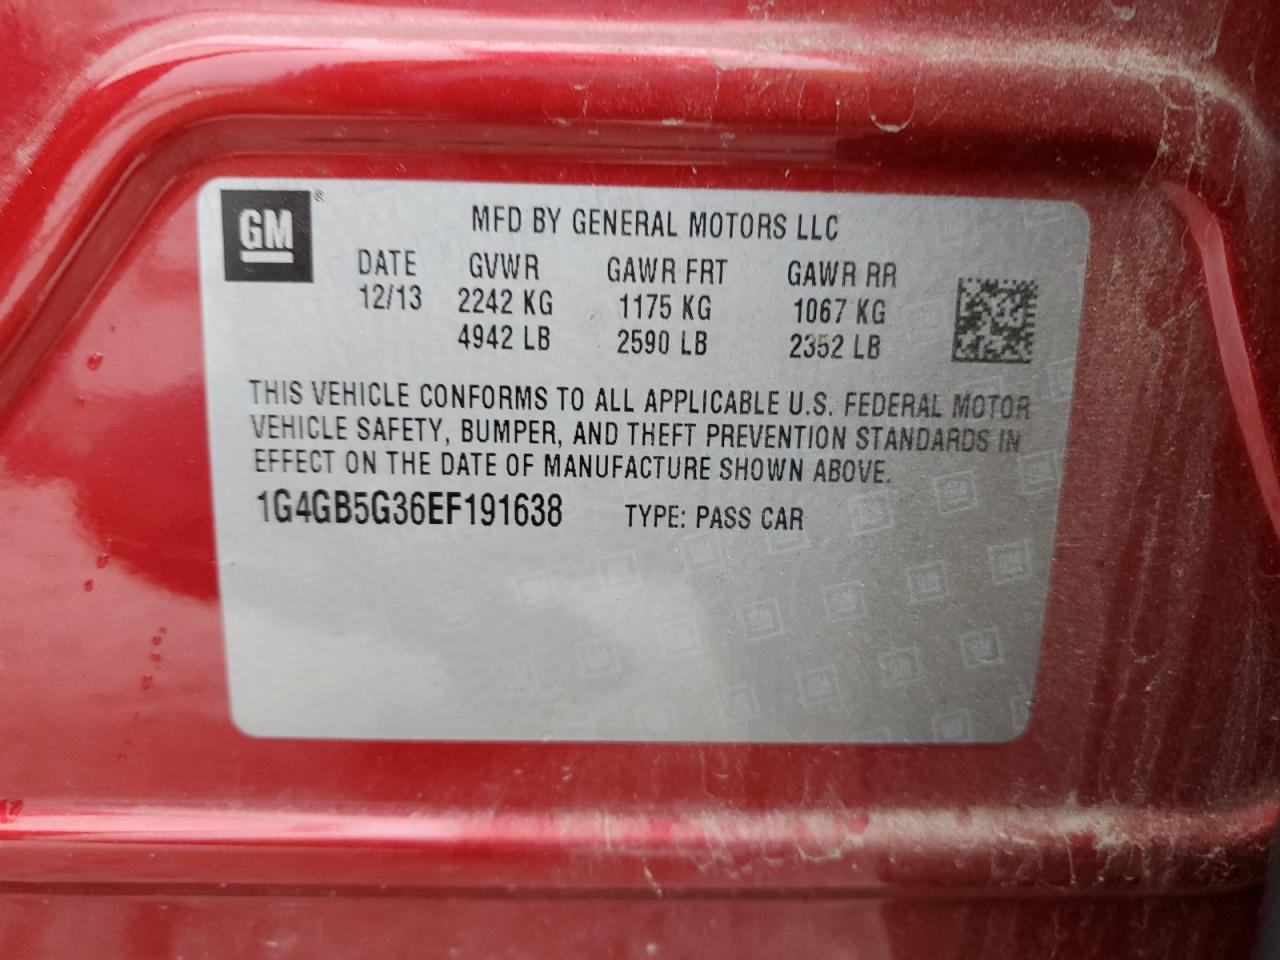 GM®
MFD BY GENERAL MOTORS LLC
DATE GVWR GAWR FRT GAWR RR
12/13 2242 KG 1175 KG 1067 KG
4942 LB 2590 LB 2352 LB
THIS VEHICLE CONFORMS TO ALL APPLICABLE U.S. FEDERAL MOTOR
VEHICLE SAFETY, BUMPER, AND THEFT PREVENTION STANDARDS IN
EFFECT ON THE DATE OF MANUFACTURE SHOWN ABOVE.
1G4GB5G36EF191638 TYPE: PASS CAR